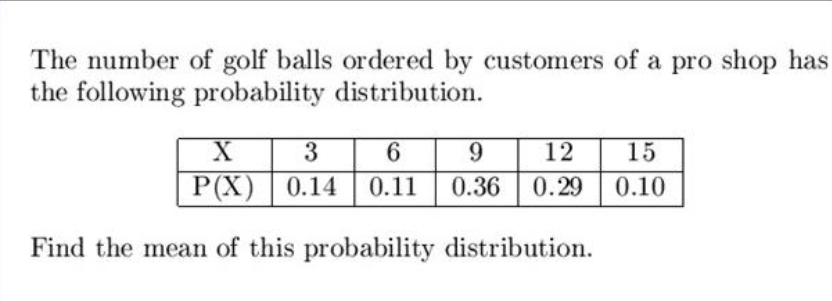 The number of golf balls ordered by customers of a pro shop has
the following probability distribution.
X 3 6 9 12 15
P(X) 0.14 0.11 0.36 0.29 0.10
Find the mean of this probability distribution.